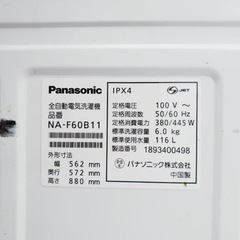 Panasonic
全自動電気洗濯機
品番
NA-F60B11
外形寸法
幅 562 mm
奥行 572 mm
高さ 880 mm
IPX4
JET
定格電圧 100 V ~
定格周波数 50/60 Hz
定格消費電力 380/445 W
標準洗濯容量 6.0 kg
標準使用水量 116 L
製造番号 1893400498
パナソニック株式会社
中国製